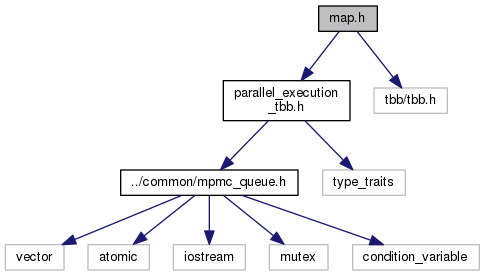 map.h
parallel_execution
_tbb.h
tbb/tbb.h
../common/mpmc_queue.h
type_traits
vector
atomic
iostream
mutex
condition_variable